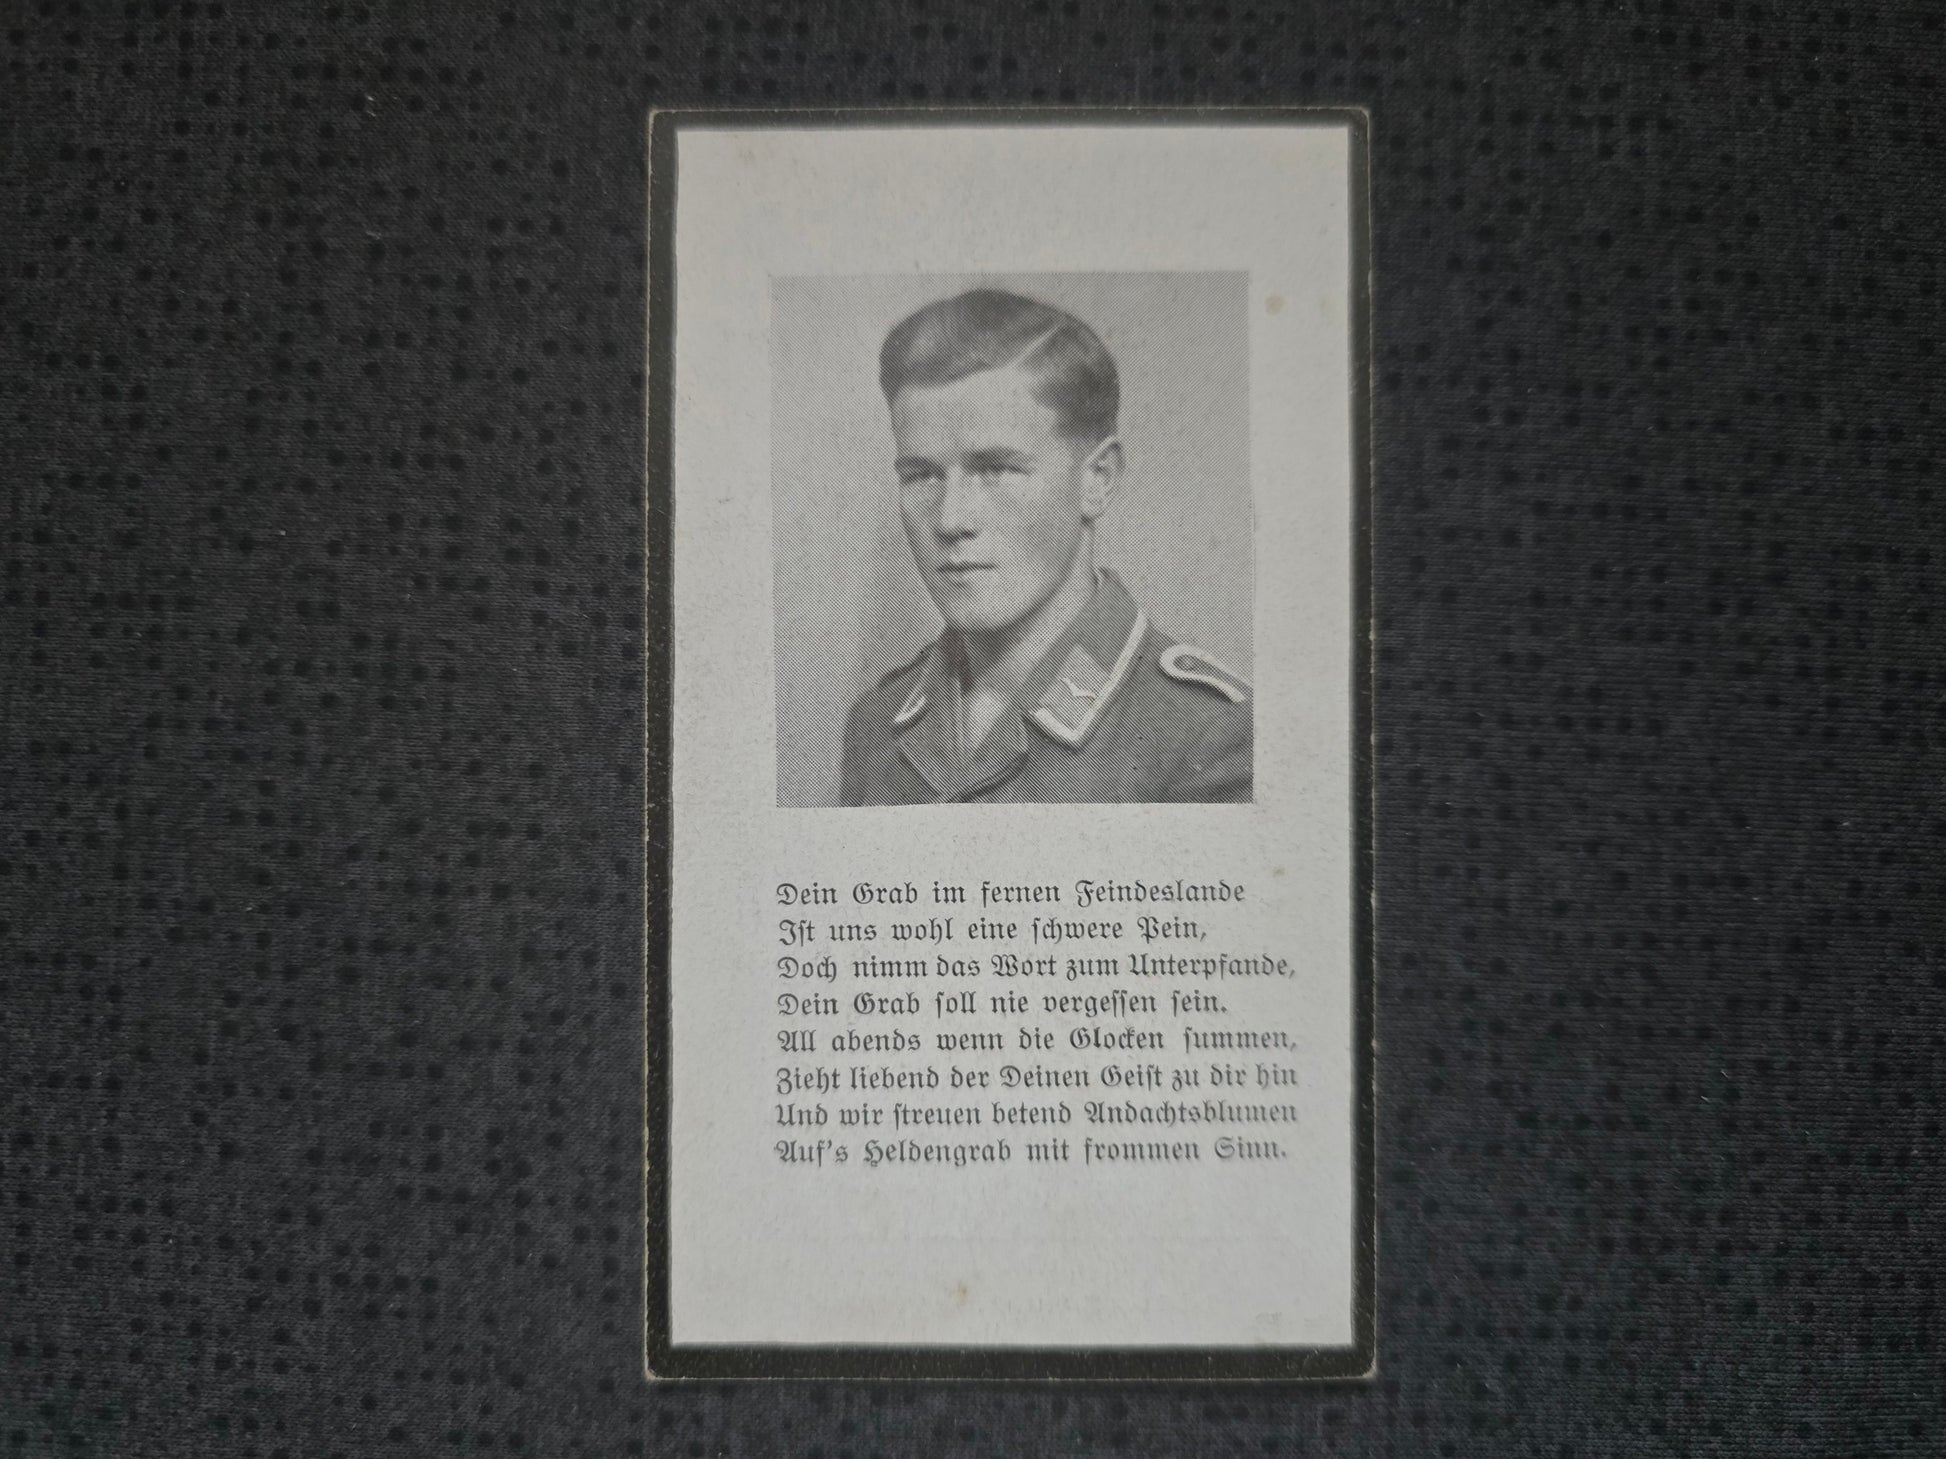 Dein Grab im fernen Feindeslande
Ist uns wohl eine schwere Pein,
Doch nimm das Wort zum Unterpfande,
Dein Grab soll nie vergessen sein.
All abends wenn die Glocken summen,
Zieht liebend der Deinen Geist zu dir hin
Und wir streuen betend Andachtsblumen
Auf's Heldengrab mit frommen Sinn.